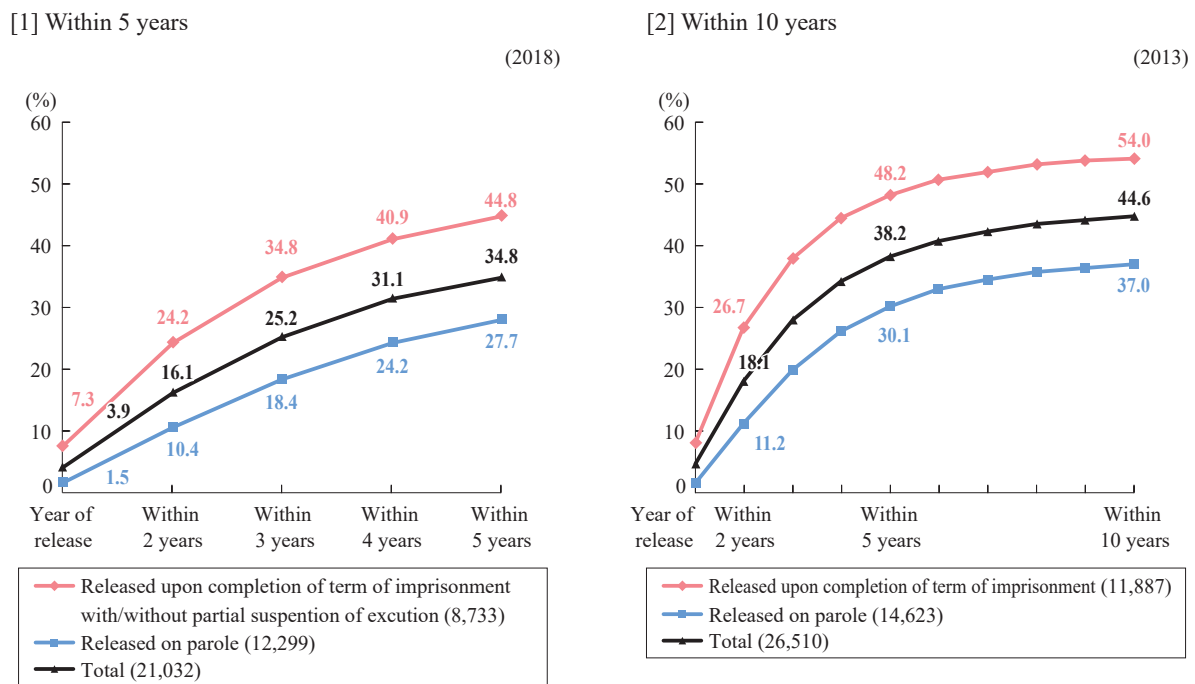 [1] Within 5 years
(2018)
(%)
60
50
40
30
20
10
0
7.3
24.2
34.8
40.9
44.8
3.9
16.1
25.2
31.1
34.8
1.5
10.4
18.4
24.2
27.7
Year of release
Within 2 years
Within 3 years
Within 4 years
Within 5 years
Released upon completion of term of imprisonment
with/without partial suspension of excution (8,733)
Released on parole (12,299)
Total (21,032)
[2] Within 10 years
(2013)
(%)
60
50
40
30
20
10
0
26.7
48.2
54.0
18.1
38.2
44.6
11.2
30.1
37.0
Year of release
Within 2 years
Within 5 years
Within 10 years
Released upon completion of term of imprisonment (11,887)
Released on parole (14,623)
Total (26,510)